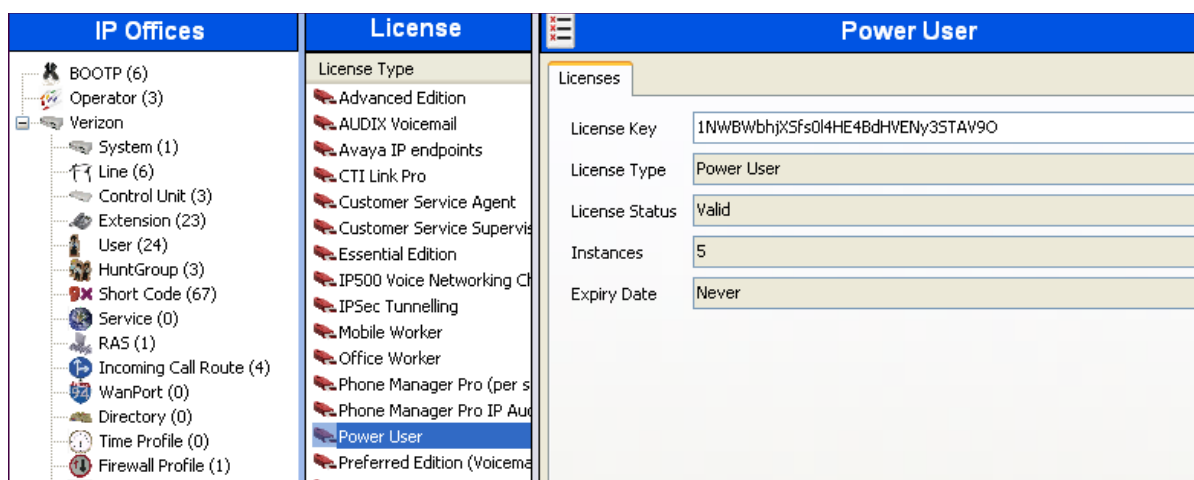 IP Offices
BOOTP (6)
Operator (3)
Verizon
System (1)
Line (6)
Control Unit (3)
Extension (23)
User (24)
HuntGroup (3)
Short Code (67)
Service (0)
RAS (1)
Incoming Call Route (4)
WanPort (0)
Directory (0)
Time Profile (0)
Firewall Profile (1)
License
License Type
Advanced Edition
AUDIX Voicemail
Avaya IP endpoints
CTI Link Pro
Customer Service Agent
Customer Service Supervis
Essential Edition
IP500 Voice Networking Ch
IPSec Tunnelling
Mobile Worker
Office Worker
Phone Manager Pro (per s
Phone Manager Pro IP Aud
Power User
Preferred Edition (Voicema
Power User
Licenses
License Key 1NWBWbhjXSfs0l4HE4BdHVENy3STAV9O
License Type Power User
License Status Valid
Instances 5
Expiry Date Never